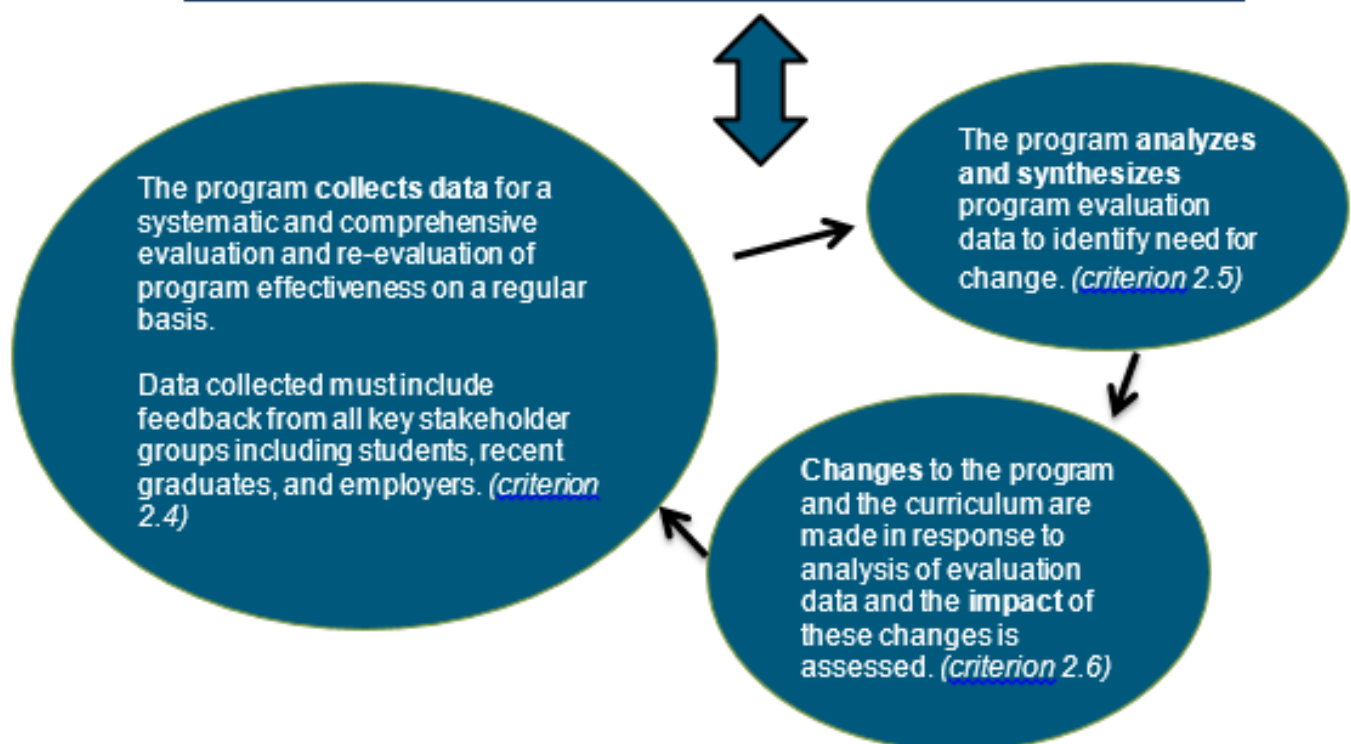 The program collects data for a
systematic and comprehensive
evaluation and re-evaluation of
program effectiveness on a regular
basis.
Data collected must include
feedback from all key stakeholder
groups including students, recent
graduates, and employers. (criterion
2.4)
The program analyzes
and synthesizes
program evaluation
data to identify need for
change. (criterion 2.5)
Changes to the program
and the curriculum are
made in response to
analysis of evaluation
data and the impact of
these changes is
assessed. (criterion 2.6)